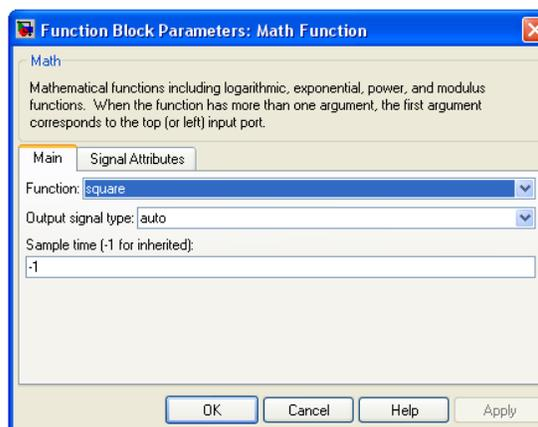 Function Block Parameters: Math Function
Math
Mathematical functions including logarithmic, exponential, power, and modulus
functions. When the function has more than one argument, the first argument
corresponds to the top (or left) input port.
Main Signal Attributes
Function: square
Output signal type: auto
Sample time (-1 for inherited):
-1
OK Cancel Help Apply